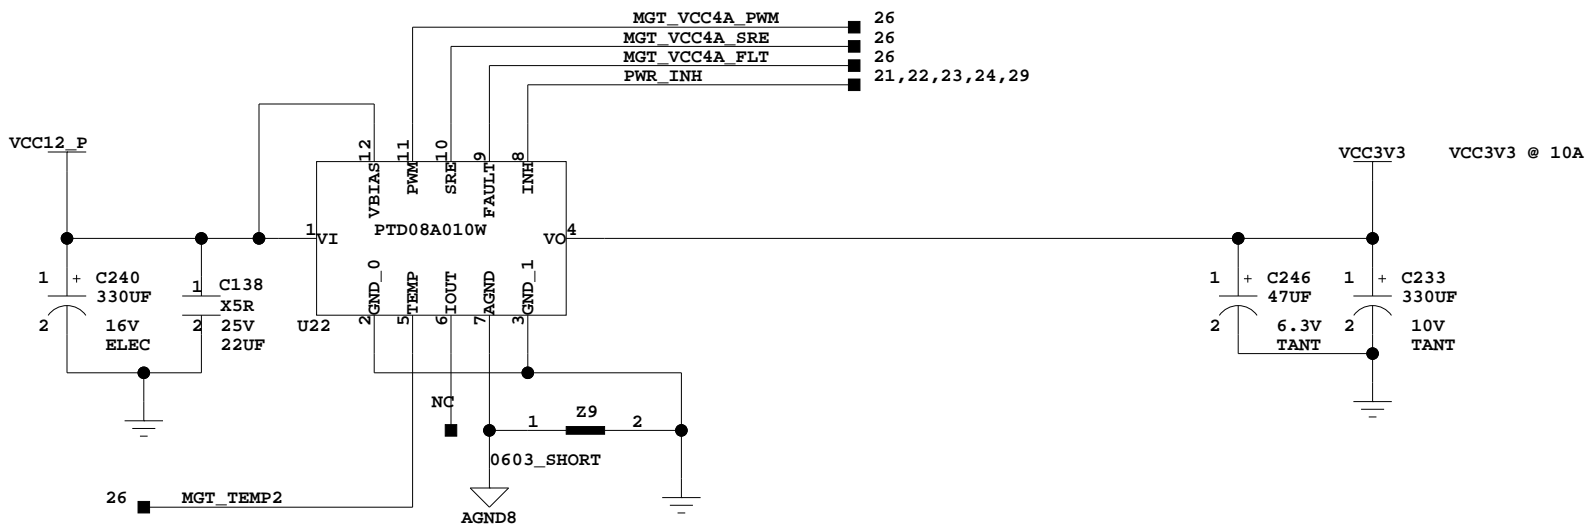 MGT_VCC4A_PWM 26
MGT_VCC4A_SRE 26
MGT_VCC4A_FLT 26
PWR_INH 21,22,23,24,29
VCC12_P
VCC3V3 VCC3V3 @ 10A
12 11 10 9 8
VBIAS PWM SRE FAULT INH
1 VI PTD08A010W VO 4
GND_0 TEMP IOUT AGND GND_1
2 5 6 7 3
U22
1 + C240
330UF
2 16V
ELEC
1 C138
X5R
2 25V
22UF
1 + C246
47UF
2 6.3V
TANT
1 + C233
330UF
2 10V
TANT
NC
1 Z9 2
0603_SHORT
26 MGT_TEMP2
AGND8